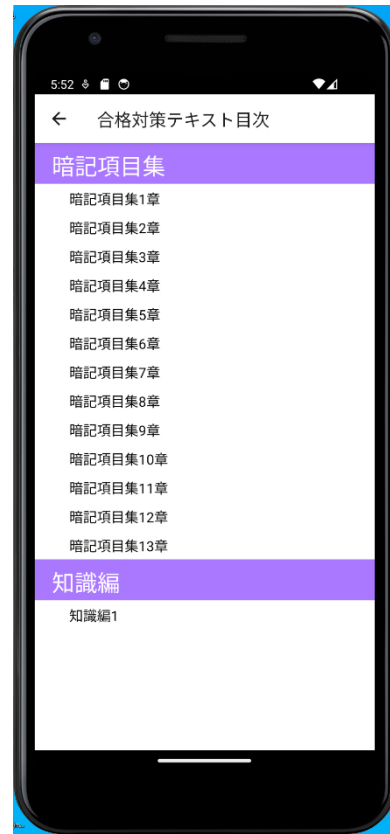 5:52
合格対策テキスト目次
暗記項目集
暗記項目集1章
暗記項目集2章
暗記項目集3章
暗記項目集4章
暗記項目集5章
暗記項目集6章
暗記項目集7章
暗記項目集8章
暗記項目集9章
暗記項目集10章
暗記項目集11章
暗記項目集12章
暗記項目集13章
知識編
知識編1